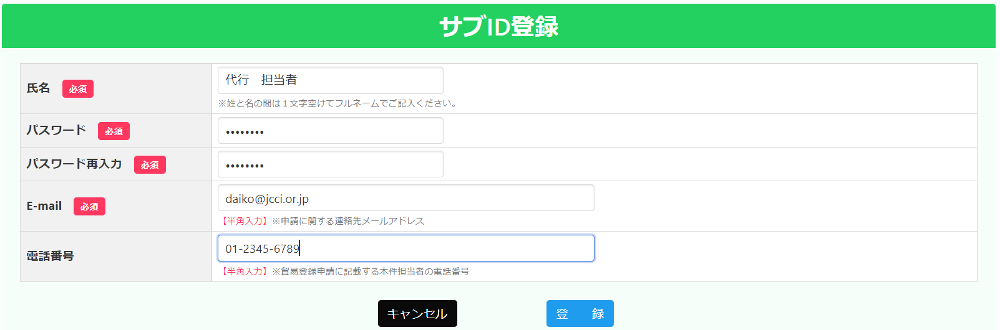 サブID登録
氏名 必須
代行　担当者
※姓と名の間は１文字空けてフルネームでご記入ください。
パスワード 必須
••••••••
パスワード再入力 必須
••••••••
E-mail 必須
daiko@jcci.or.jp
【半角入力】※申請に関する連絡先メールアドレス
電話番号
01-2345-6789
【半角入力】※貿易登録申請に記載する本件担当者の電話番号
キャンセル
登　　録